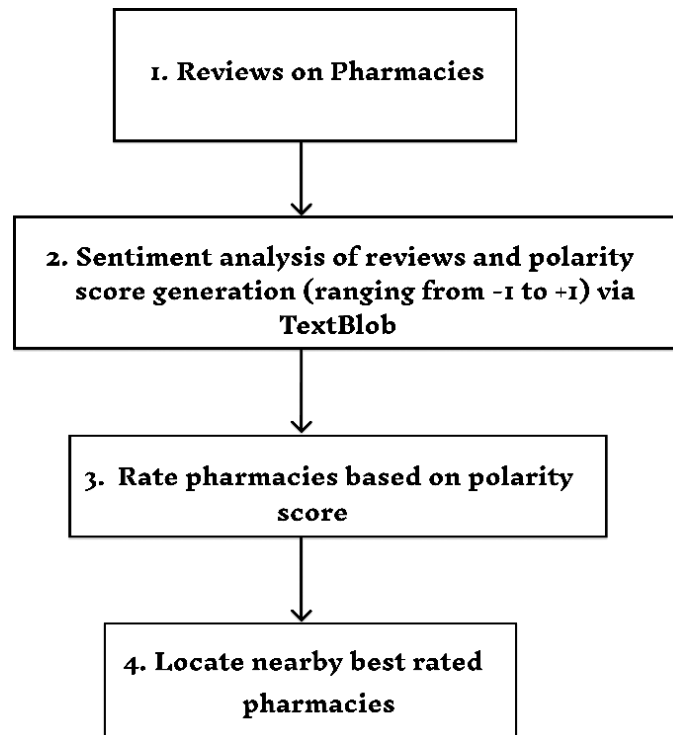 1. Reviews on Pharmacies
2. Sentiment analysis of reviews and polarity
score generation (ranging from -1 to +1) via
TextBlob
3. Rate pharmacies based on polarity
score
4. Locate nearby best rated
pharmacies